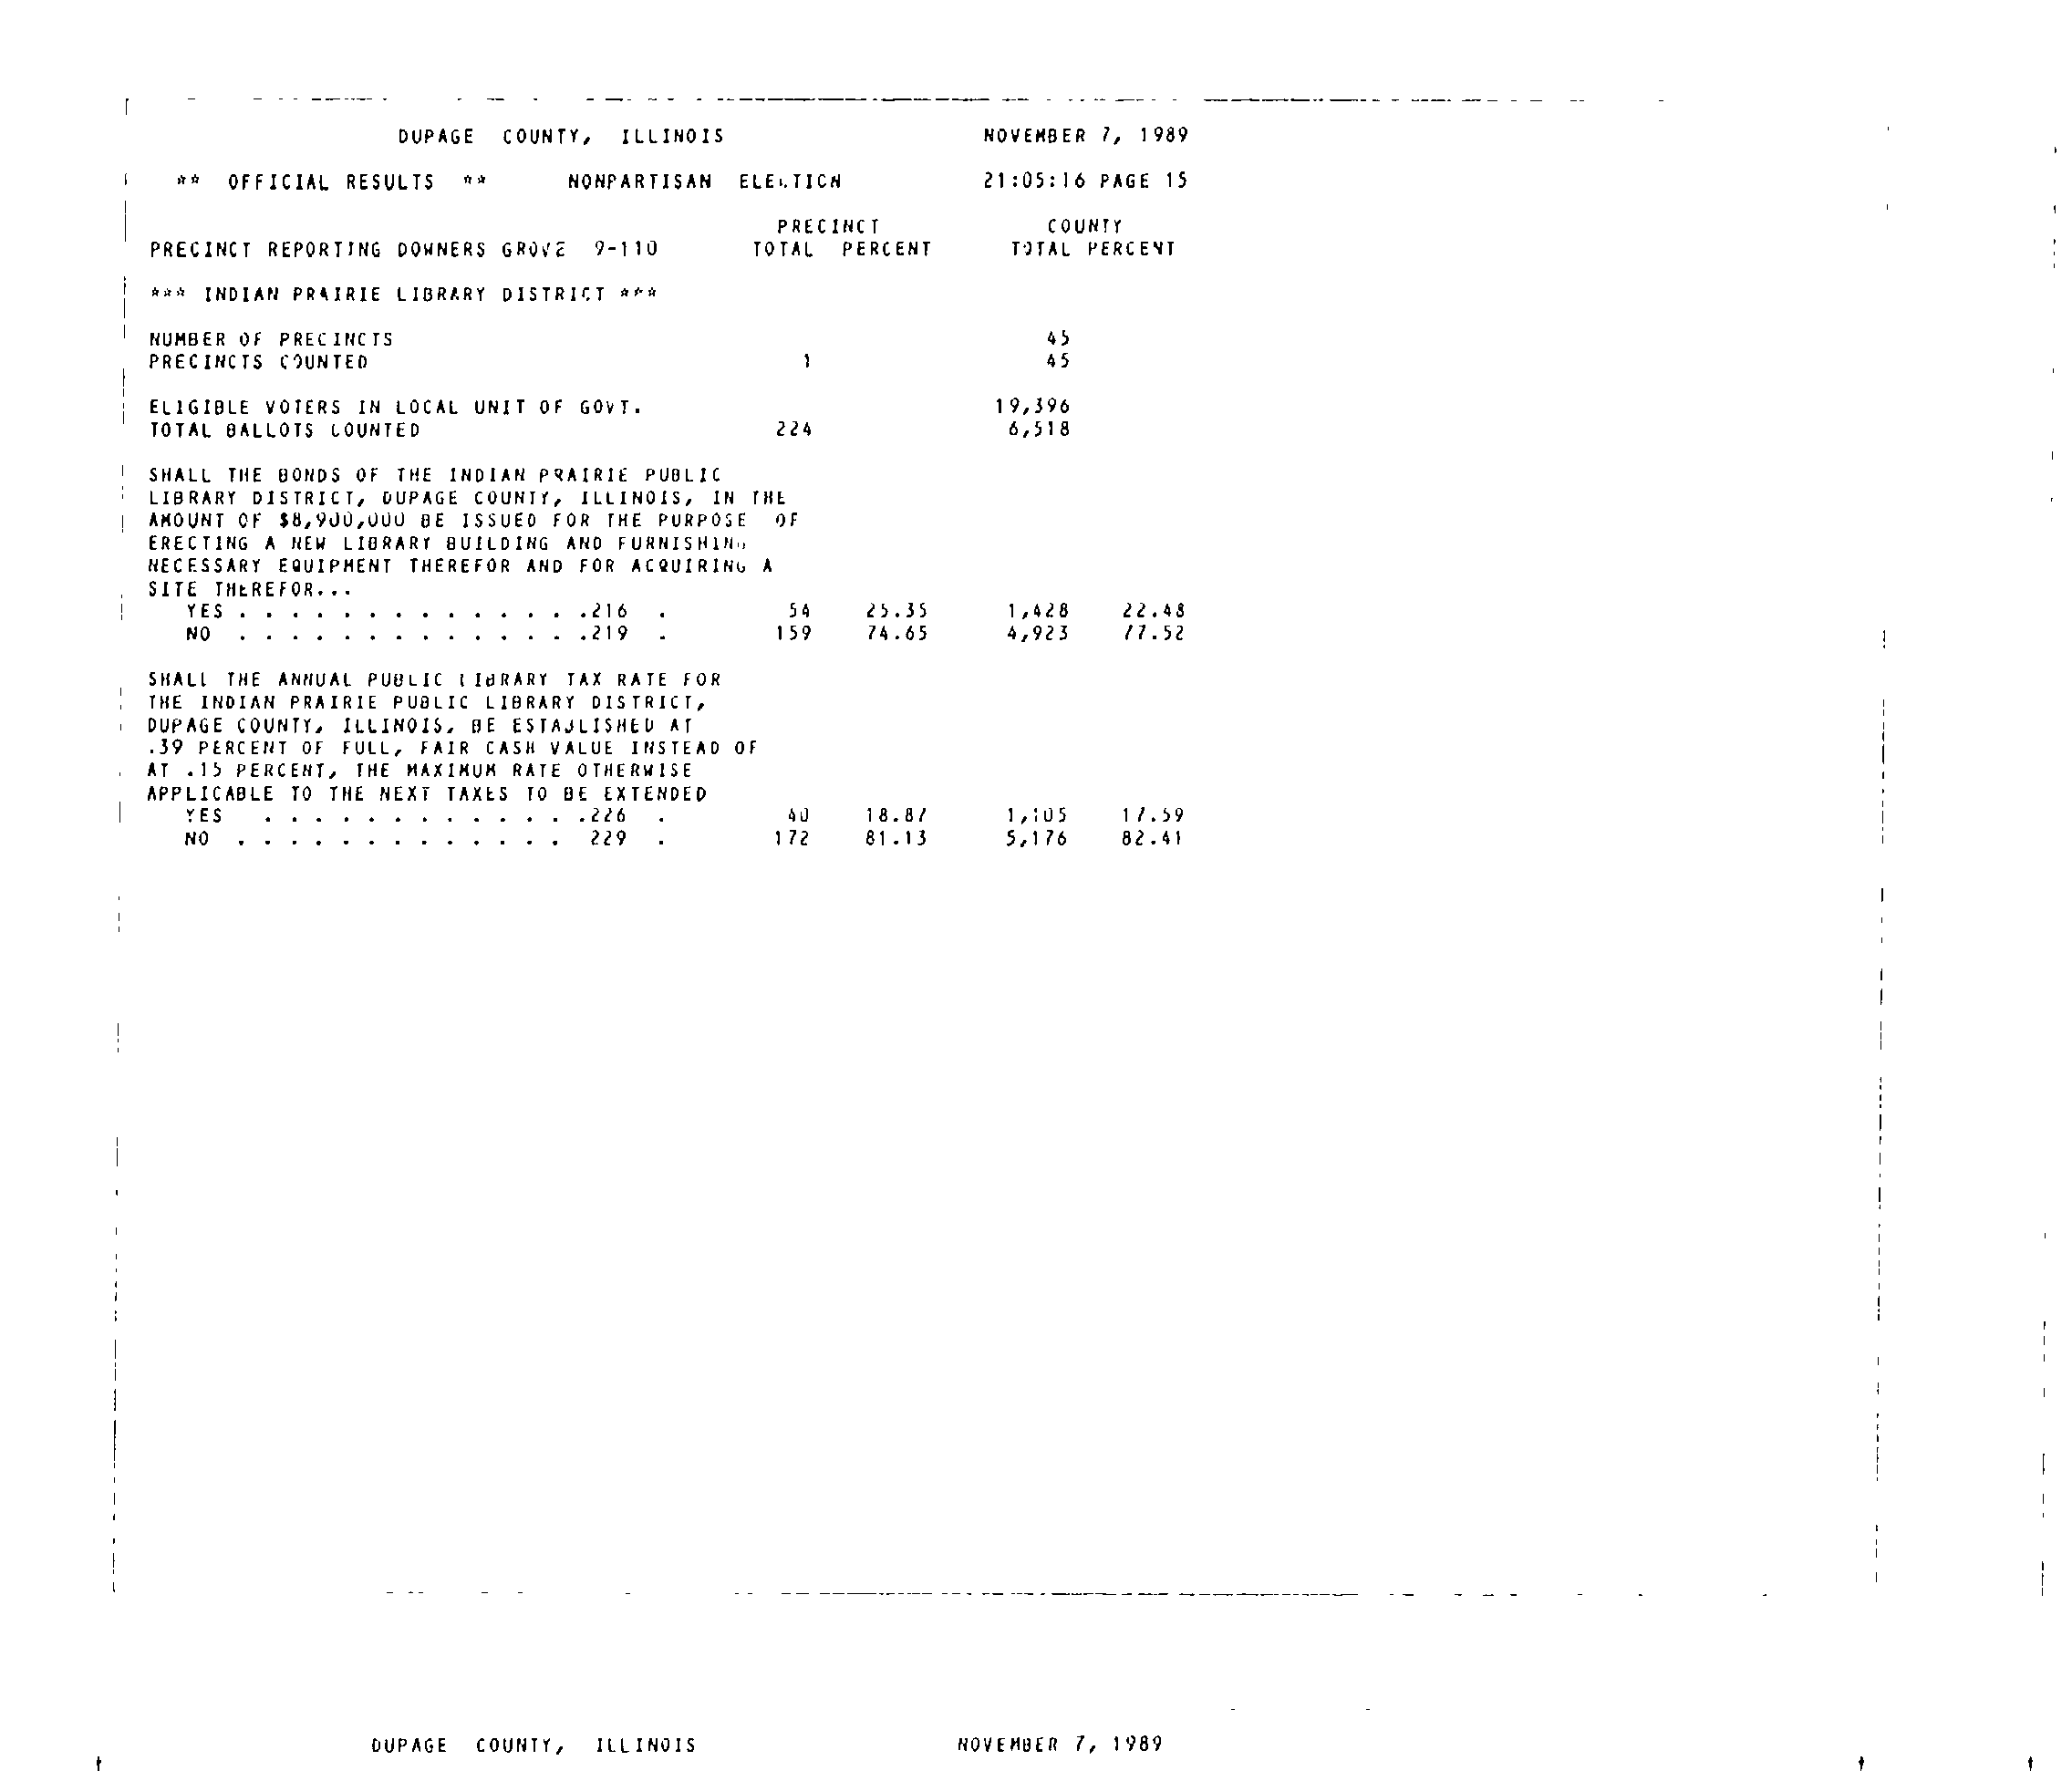 DUPAGE COUNTY, ILLINOIS NOVEMBER 7, 1989
** OFFICIAL RESULTS ** NONPARTISAN ELECTION 21:05:16 PAGE 15
PRECINCT COUNTY
PRECINCT REPORTING DOWNERS GROVE 9-110 TOTAL PERCENT TOTAL PERCENT
*** INDIAN PRAIRIE LIBRARY DISTRICT ***
NUMBER OF PRECINCTS 45
PRECINCTS COUNTED 1 45
ELIGIBLE VOTERS IN LOCAL UNIT OF GOVT. 19,396
TOTAL BALLOTS COUNTED 224 6,518
SHALL THE BONDS OF THE INDIAN PRAIRIE PUBLIC
LIBRARY DISTRICT, DUPAGE COUNTY, ILLINOIS, IN THE
AMOUNT OF $8,900,000 BE ISSUED FOR THE PURPOSE OF
ERECTING A NEW LIBRARY BUILDING AND FURNISHING
NECESSARY EQUIPMENT THEREFOR AND FOR ACQUIRING A
SITE THEREFOR...
YES . . . . . . . . . . . . . .216 . 54 25.35 1,428 22.48
NO . . . . . . . . . . . . . .219 . 159 74.65 4,923 77.52
SHALL THE ANNUAL PUBLIC LIBRARY TAX RATE FOR
THE INDIAN PRAIRIE PUBLIC LIBRARY DISTRICT,
DUPAGE COUNTY, ILLINOIS, BE ESTABLISHED AT
.39 PERCENT OF FULL, FAIR CASH VALUE INSTEAD OF
AT .15 PERCENT, THE MAXIMUM RATE OTHERWISE
APPLICABLE TO THE NEXT TAXES TO BE EXTENDED
YES . . . . . . . . . . . . .226 . 40 18.87 1,105 17.59
NO . . . . . . . . . . . . . 229 . 172 81.13 5,176 82.41
DUPAGE COUNTY, ILLINOIS NOVEMBER 7, 1989